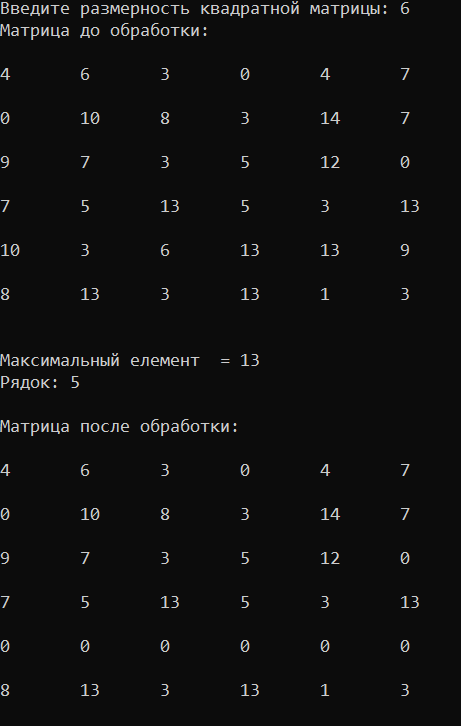 Введите размерность квадратной матрицы: 6
Матрица до обработки:
4 6 3 0 4 7
0 10 8 3 14 7
9 7 3 5 12 0
7 5 13 5 3 13
10 3 6 13 13 9
8 13 3 13 1 3
Максимальный елемент  = 13
Рядок: 5
Матрица после обработки:
4 6 3 0 4 7
0 10 8 3 14 7
9 7 3 5 12 0
7 5 13 5 3 13
0 0 0 0 0 0
8 13 3 13 1 3